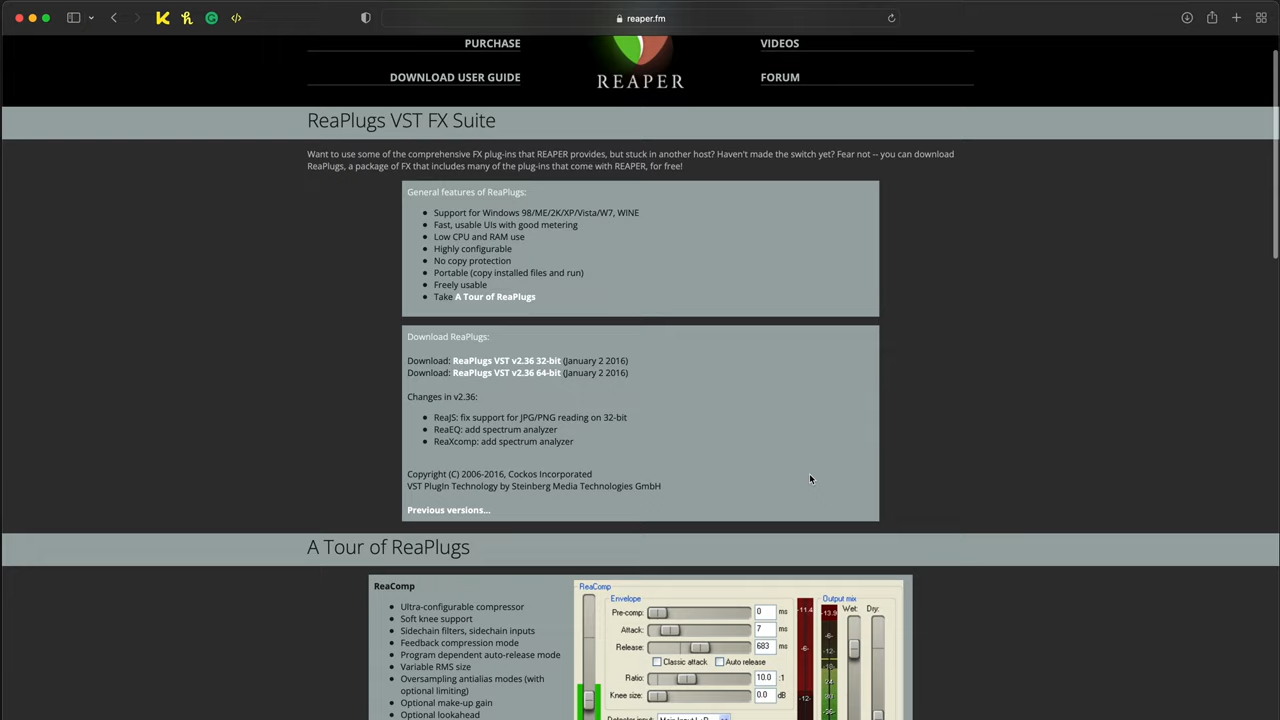 reaper.fm
PURCHASE
VIDEOS
DOWNLOAD USER GUIDE
FORUM
REAPER
ReaPlugs VST FX Suite
Want to use some of the comprehensive FX plug-ins that REAPER provides, but stuck in another host? Haven't made the switch yet? Fear not -- you can download
ReaPlugs, a package of FX that includes many of the plug-ins that come with REAPER, for free!
General features of ReaPlugs:
Support for Windows 98/ME/2K/XP/Vista/W7, WINE
Fast, usable UIs with good metering
Low CPU and RAM use
Highly configurable
No copy protection
Portable (copy installed files and run)
Freely usable
Take A Tour of ReaPlugs
Download ReaPlugs:
Download: ReaPlugs VST v2.36 32-bit (January 2 2016)
Download: ReaPlugs VST v2.36 64-bit (January 2 2016)
Changes in v2.36:
ReaJS: fix support for JPG/PNG reading on 32-bit
ReaEQ: add spectrum analyzer
ReaXcomp: add spectrum analyzer
Copyright (C) 2006-2016, Cockos Incorporated
VST PlugIn Technology by Steinberg Media Technologies GmbH
Previous versions...
A Tour of ReaPlugs
ReaComp
Ultra-configurable compressor
Soft knee support
Sidechain filters, sidechain inputs
Feedback compression mode
Program dependent auto-release mode
Variable RMS size
Oversampling antialias modes (with
optional limiting)
Optional make-up gain
Optional lookahead
ReaComp
Envelope
Pre-comp: 0 ms
Attack: 7 ms
Release: 683 ms
Classic attack Auto release
Ratio: 10.0 :1
Knee size: 0.0 dB
-11.4
-6-
-12-
Output mix
-13.9
Wet: Dry:
-6-
-18-